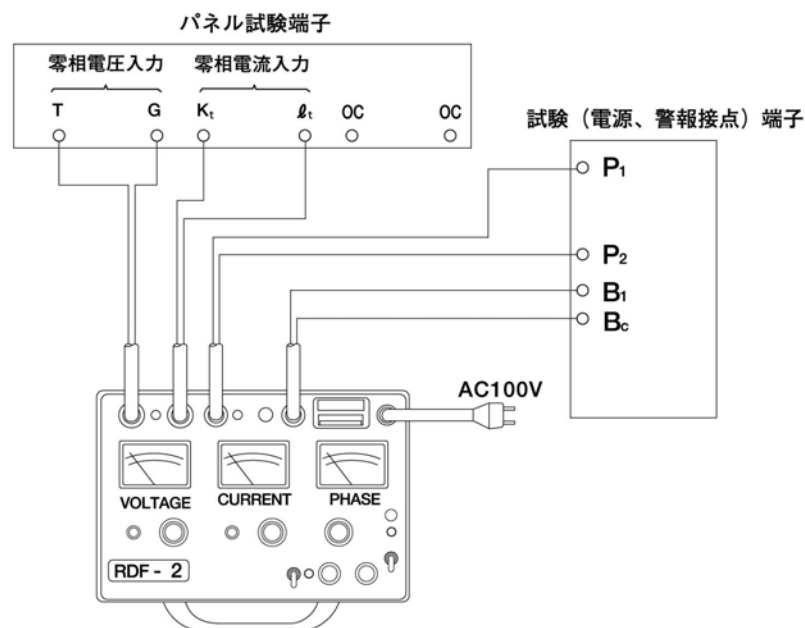 パネル試験端子
零相電圧入力 零相電流入力
T G Kt ℓt OC OC
試験（電源、警報接点）端子
P1
P2
B1
Bc
AC100V
VOLTAGE CURRENT PHASE
RDF - 2